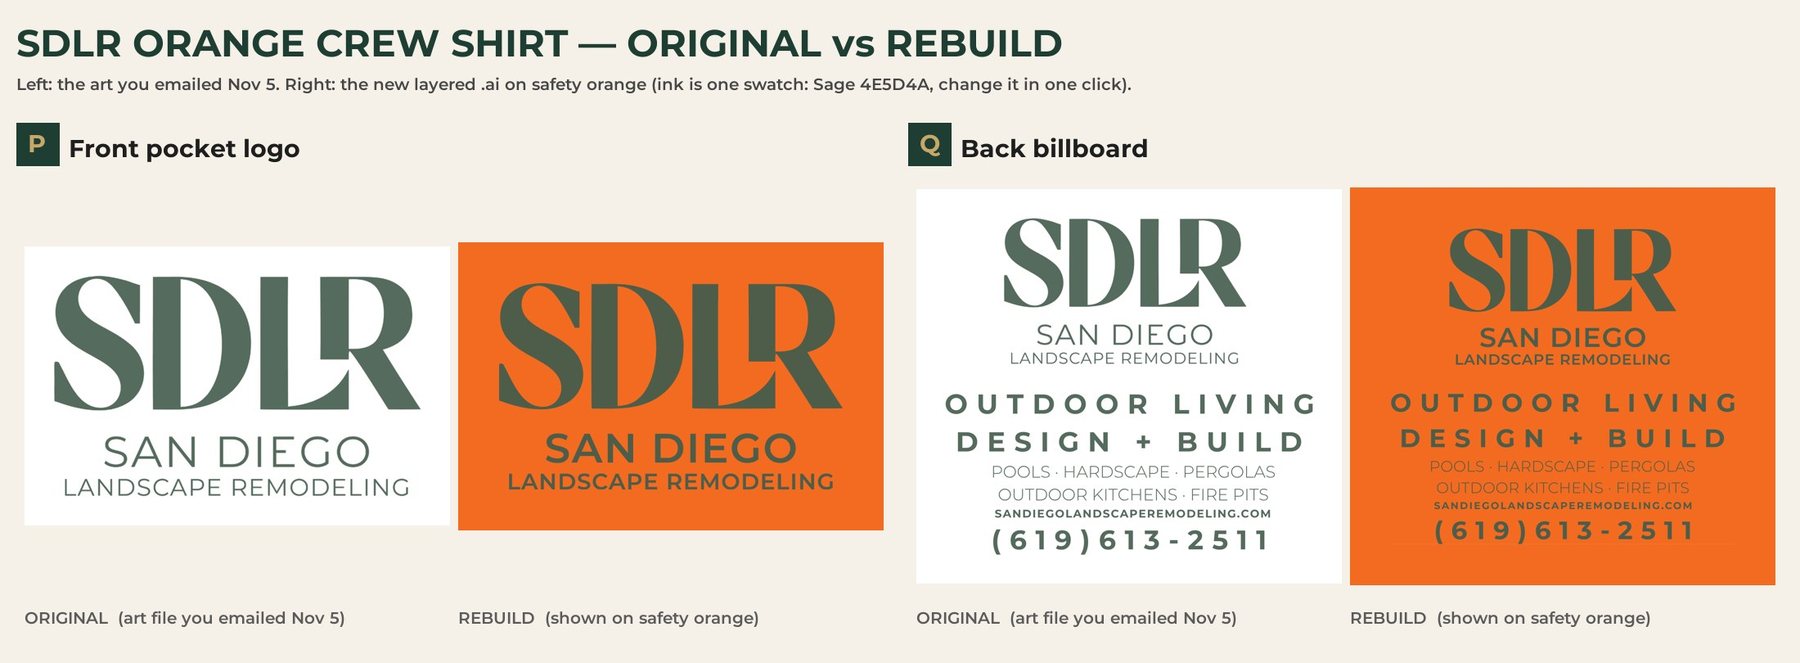 SDLR ORANGE CREW SHIRT — ORIGINAL vs REBUILD
Left: the art you emailed Nov 5. Right: the new layered .ai on safety orange (ink is one swatch: Sage 4E5D4A, change it in one click).
P Front pocket logo
SDLR
SAN DIEGO
LANDSCAPE REMODELING
ORIGINAL (art file you emailed Nov 5)
SDLR
SAN DIEGO
LANDSCAPE REMODELING
REBUILD (shown on safety orange)
Q Back billboard
SDLR
SAN DIEGO
LANDSCAPE REMODELING
OUTDOOR LIVING
DESIGN + BUILD
POOLS · HARDSCAPE · PERGOLAS
OUTDOOR KITCHENS · FIRE PITS
SANDIEGOLANDSCAPEREMODELING.COM
(619)613-2511
ORIGINAL (art file you emailed Nov 5)
SDLR
SAN DIEGO
LANDSCAPE REMODELING
OUTDOOR LIVING
DESIGN + BUILD
POOLS · HARDSCAPE · PERGOLAS
OUTDOOR KITCHENS · FIRE PITS
SANDIEGOLANDSCAPEREMODELING.COM
(619)613-2511
REBUILD (shown on safety orange)